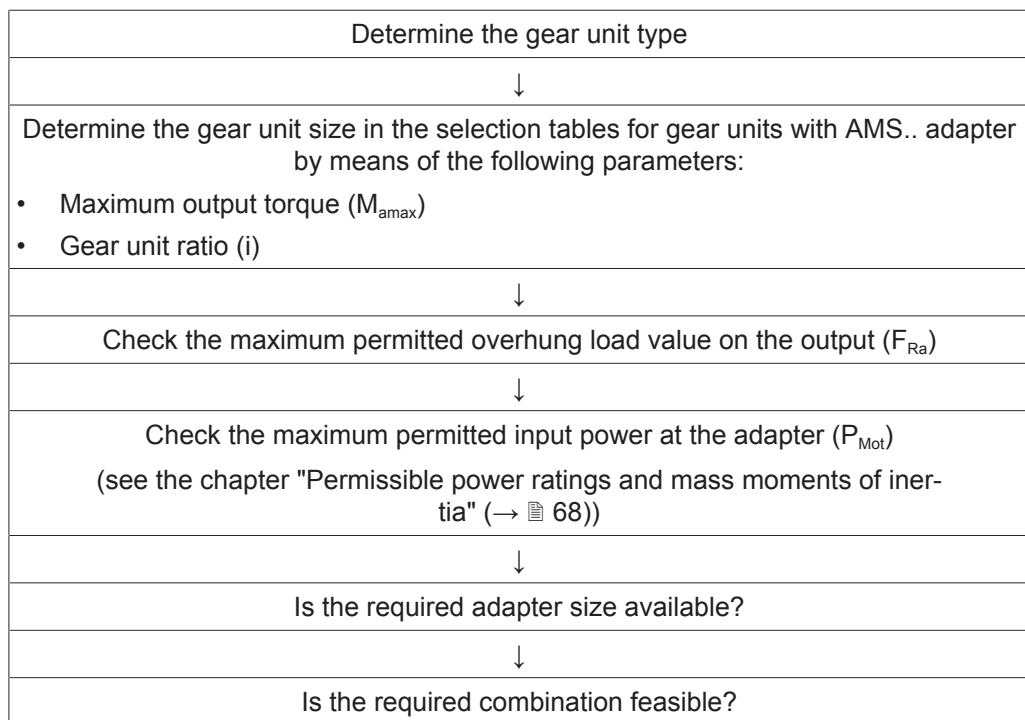 Determine the gear unit type
↓
Determine the gear unit size in the selection tables for gear units with AMS.. adapter
by means of the following parameters:
• Maximum output torque (Mamax)
• Gear unit ratio (i)
↓
Check the maximum permitted overhung load value on the output (FRa)
↓
Check the maximum permitted input power at the adapter (PMot)
(see the chapter "Permissible power ratings and mass moments of iner-
tia" (→ 🗎 68))
↓
Is the required adapter size available?
↓
Is the required combination feasible?